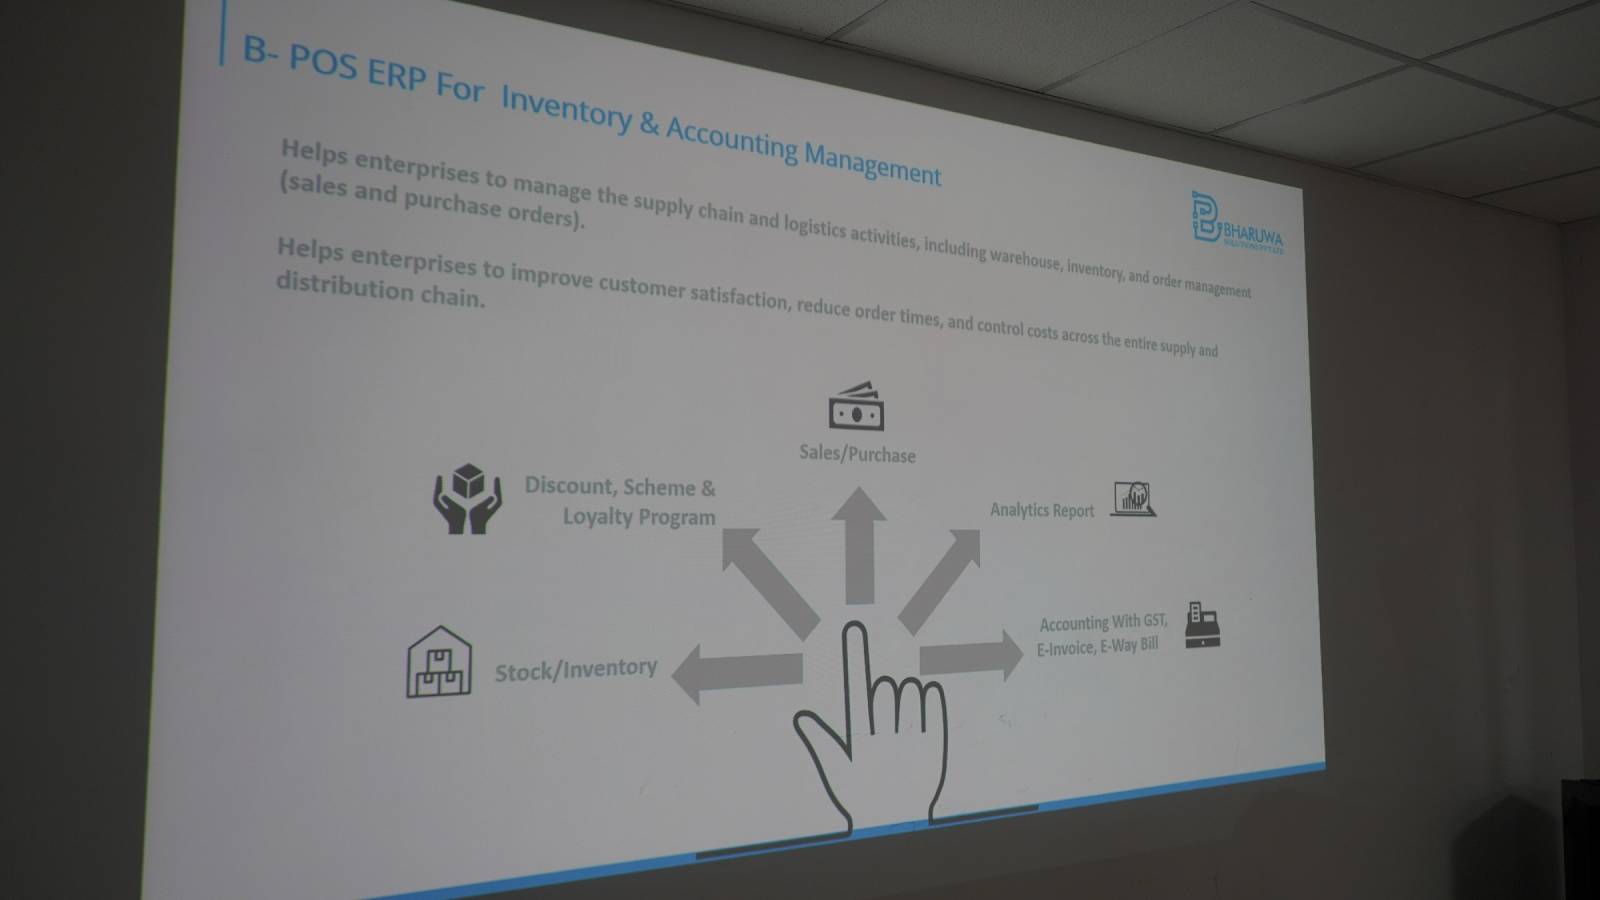 B- POS ERP For Inventory & Accounting Management
BHARUWA
Helps enterprises to manage the supply chain and logistics activities, including warehouse, inventory, and order management
(sales and purchase orders).
Helps enterprises to improve customer satisfaction, reduce order times, and control costs across the entire supply and
distribution chain.
Sales/Purchase
Discount, Scheme &
Loyalty Program
Analytics Report
Accounting With GST,
E-Invoice, E-Way Bill
Stock/Inventory